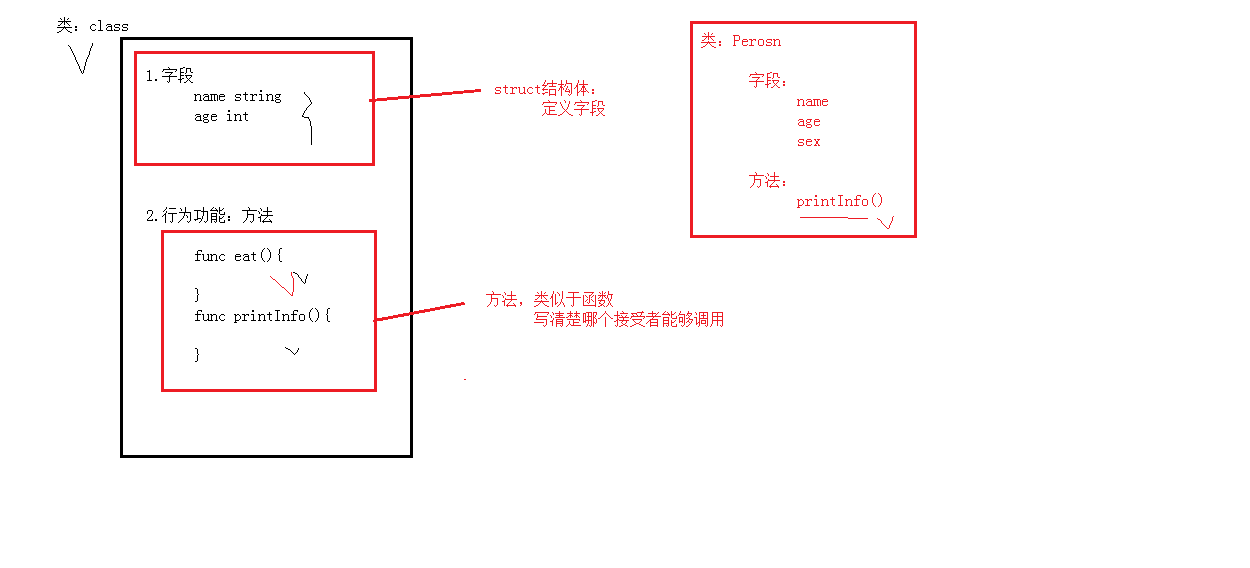 类：class
1.字段
name string
age int
2.行为功能：方法
func eat(){
}
func printInfo(){
}
struct结构体：
定义字段
方法，类似于函数
写清楚哪个接受者能够调用
类：Perosn
字段：
name
age
sex
方法：
printInfo()